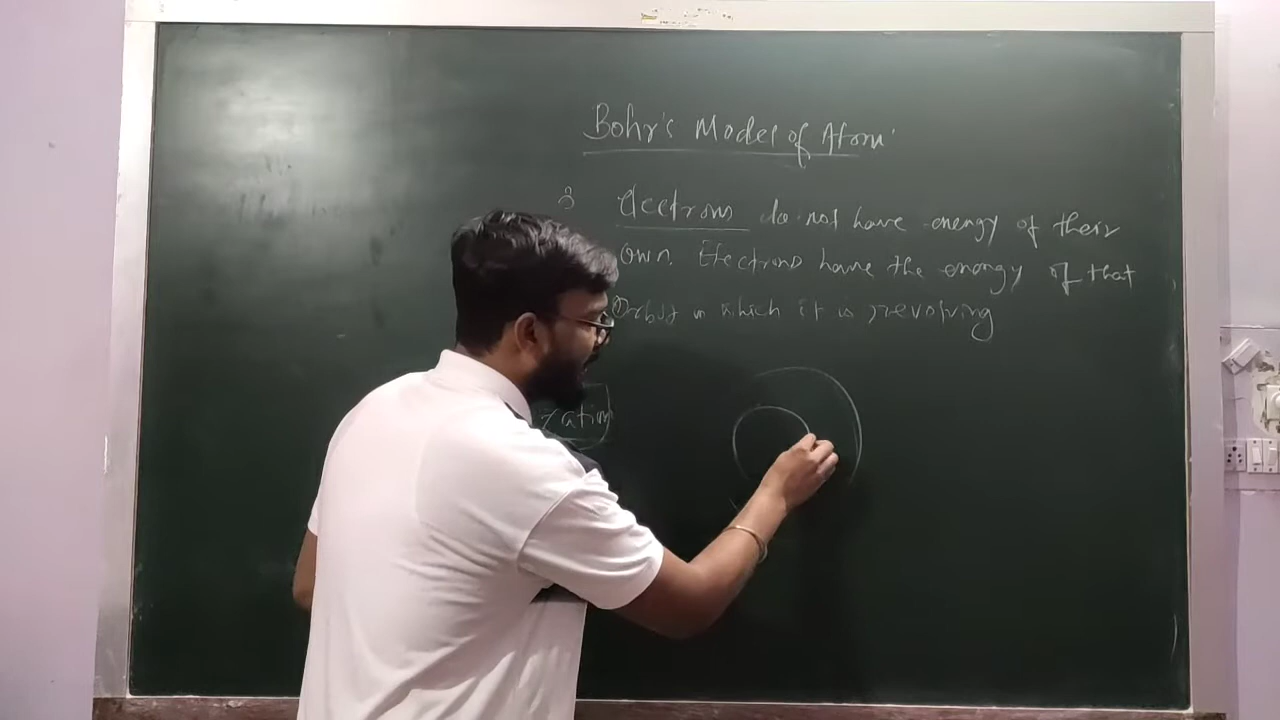 Bohr's Model of Atom
3 Electrons do not have energy of their
own. Electrons have the energy of that
Orbit in which it is revolving